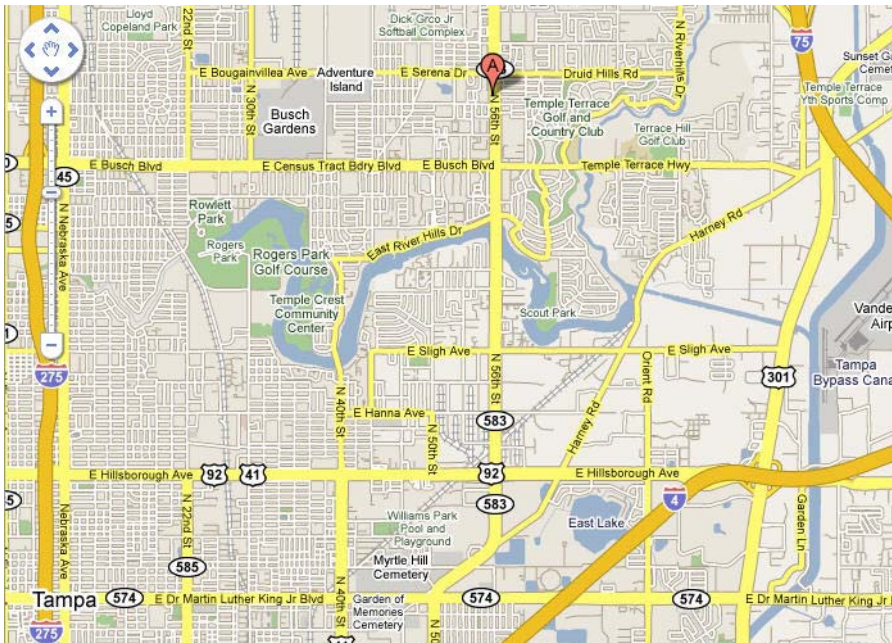 Lloyd
Copeland Park
22nd St
Dick Grco Jr
Softball Complex
N Riverhills Dr
75
Sunset
E Bougainvillea Ave
Adventure
Island
E Serena Dr
A
Druid Hills Rd
N 30th St
Busch
Gardens
N 56th St
Temple Terrace
Golf and
Country Club
Temple Terrace
Yth Sports Comp
Terrace Hill
Golf Club
E Busch Blvd
E Census Tract Bdry Blvd
E Busch Blvd
Temple Terrace Hwy
45
Rowlett
Park
Rogers
Park
N Nebraska Ave
East River Hills Dr
Harney Rd
Rogers Park
Golf Course
Temple Crest
Community
Center
Scout Park
E Sligh Ave
E Sligh Ave
Tampa
Bypass
275
N 40th St
N 56th St
Orient Rd
301
E Hanna Ave
N 50th St
583
Harney Rd
E Hillsborough Ave
92
41
92
E Hillsborough Ave
4
583
Nebraska Ave
N 22nd St
Williams Park
Pool and
Playground
East Lake
Garden Ln
585
Myrtle Hill
Cemetery
Tampa
574
E Dr Martin Luther King Jr Blvd
N 40th St
Garden of
Memories
Cemetery
574
574
E Dr Martin Luther King Jr
275